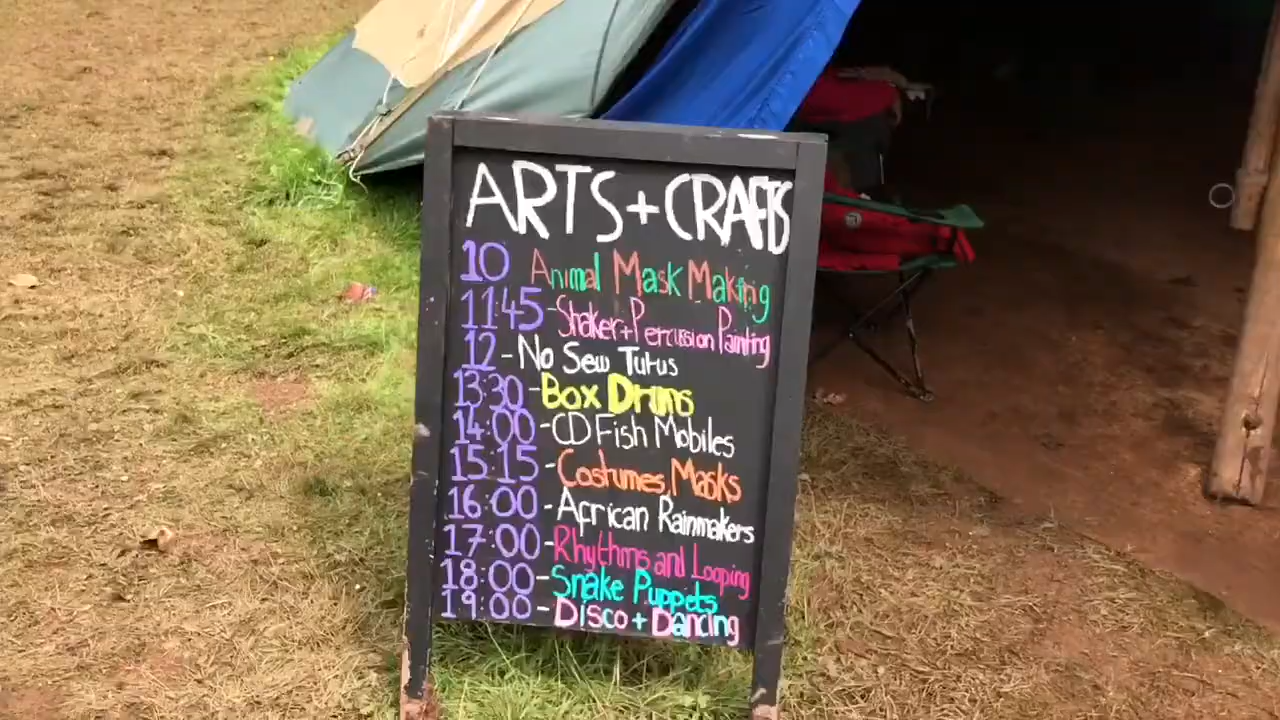 ARTS + CRAFTS
10 Animal Mask Making
1145 - Shaker + Percussion Painting
12 - No Sew Tutus
13:30 - Box Drums
14:00 - CD Fish Mobiles
15:15 - Costumes, Masks
16:00 - African Rainmakers
17:00 - Rhythms and Looping
18:00 - Snake Puppets
19:00 - Disco + Dancing